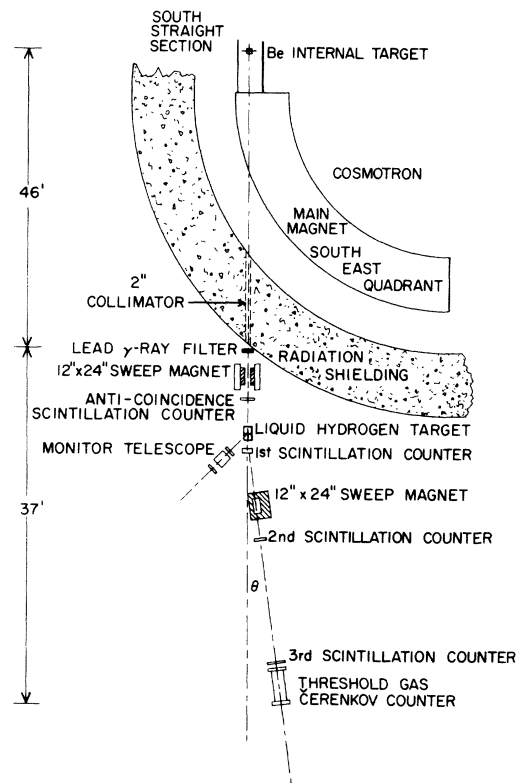 SOUTH
STRAIGHT
SECTION
Be INTERNAL TARGET
COSMOTRON
46'
MAIN
MAGNET
SOUTH
EAST
QUADRANT
2"
COLLIMATOR
LEAD γ-RAY FILTER
RADIATION
SHIELDING
12"x24" SWEEP MAGNET
ANTI-COINCIDENCE
SCINTILLATION COUNTER
LIQUID HYDROGEN TARGET
MONITOR TELESCOPE
1st SCINTILLATION COUNTER
12" x 24" SWEEP MAGNET
37'
2nd SCINTILLATION COUNTER
θ
3rd SCINTILLATION COUNTER
THRESHOLD GAS
ČERENKOV COUNTER